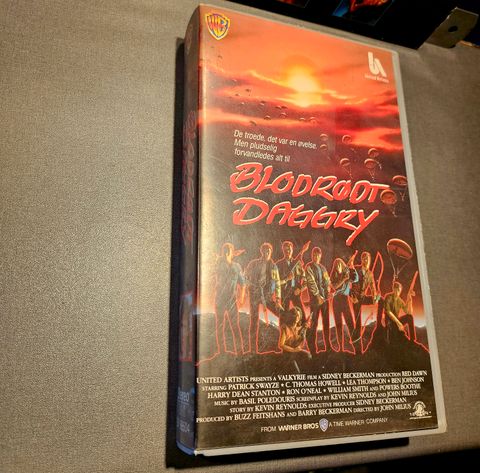 De troede, det var en øvelse.
Men pludselig
forvandledes alt til
BLODRØDT
DAGGRY
UNITED ARTISTS PRESENTS A VALKYRIE FILM A SIDNEY BECKERMAN PRODUCTION RED DAWN
STARRING PATRICK SWAYZE • C. THOMAS HOWELL • LEA THOMPSON • BEN JOHNSON
HARRY DEAN STANTON • RON O'NEAL • WILLIAM SMITH AND POWERS BOOTHE
MUSIC BY BASIL POLEDOURIS SCREENPLAY BY KEVIN REYNOLDS AND JOHN MILIUS
STORY BY KEVIN REYNOLDS EXECUTIVE PRODUCER SIDNEY BECKERMAN
PRODUCED BY BUZZ FEITSHANS AND BARRY BECKERMAN DIRECTED BY JOHN MILIUS
FROM WARNER BROS A TIME WARNER COMPANY